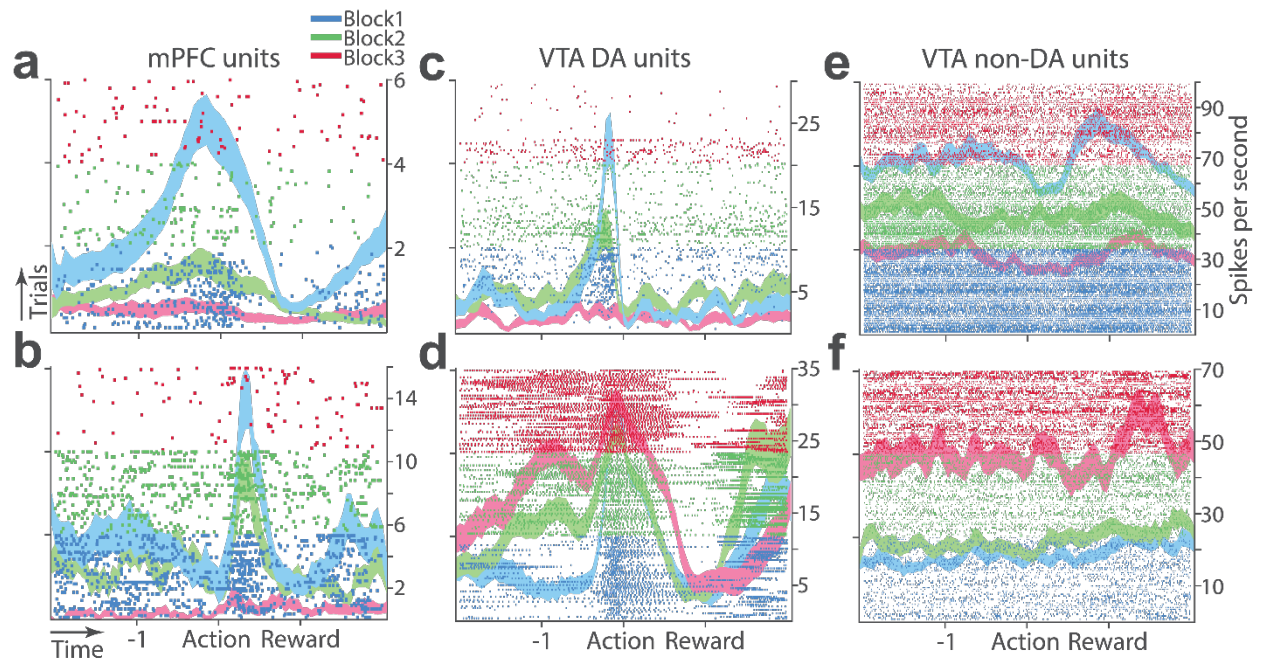 Block1
Block2
Block3
a
mPFC units
c
VTA DA units
e
VTA non-DA units
6
4
2
25
15
5
90
70
50
30
10
Trials
Spikes per second
b
d
f
14
10
6
2
35
25
15
5
70
50
30
10
-1 Action Reward
-1 Action Reward
-1 Action Reward
Time